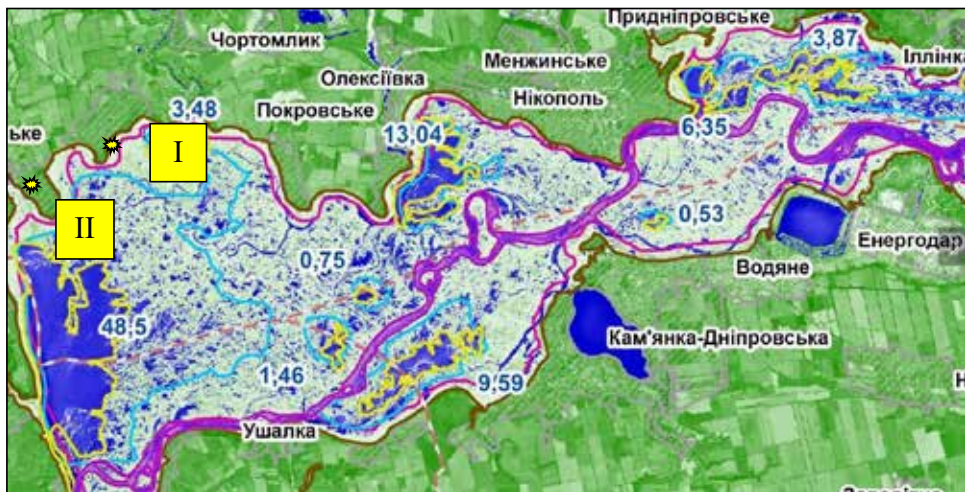 Придніпровське
Чортомлик
3,87
Іллінка
Менжинське
Олексіївка
Нікополь
Покровське
3,48
ьке
13,04
6,35
I
II
0,53
Енергодар
0,75
Водяне
48,5
Кам'янка-Дніпровська
1,46
9,59
Н
Ушалка